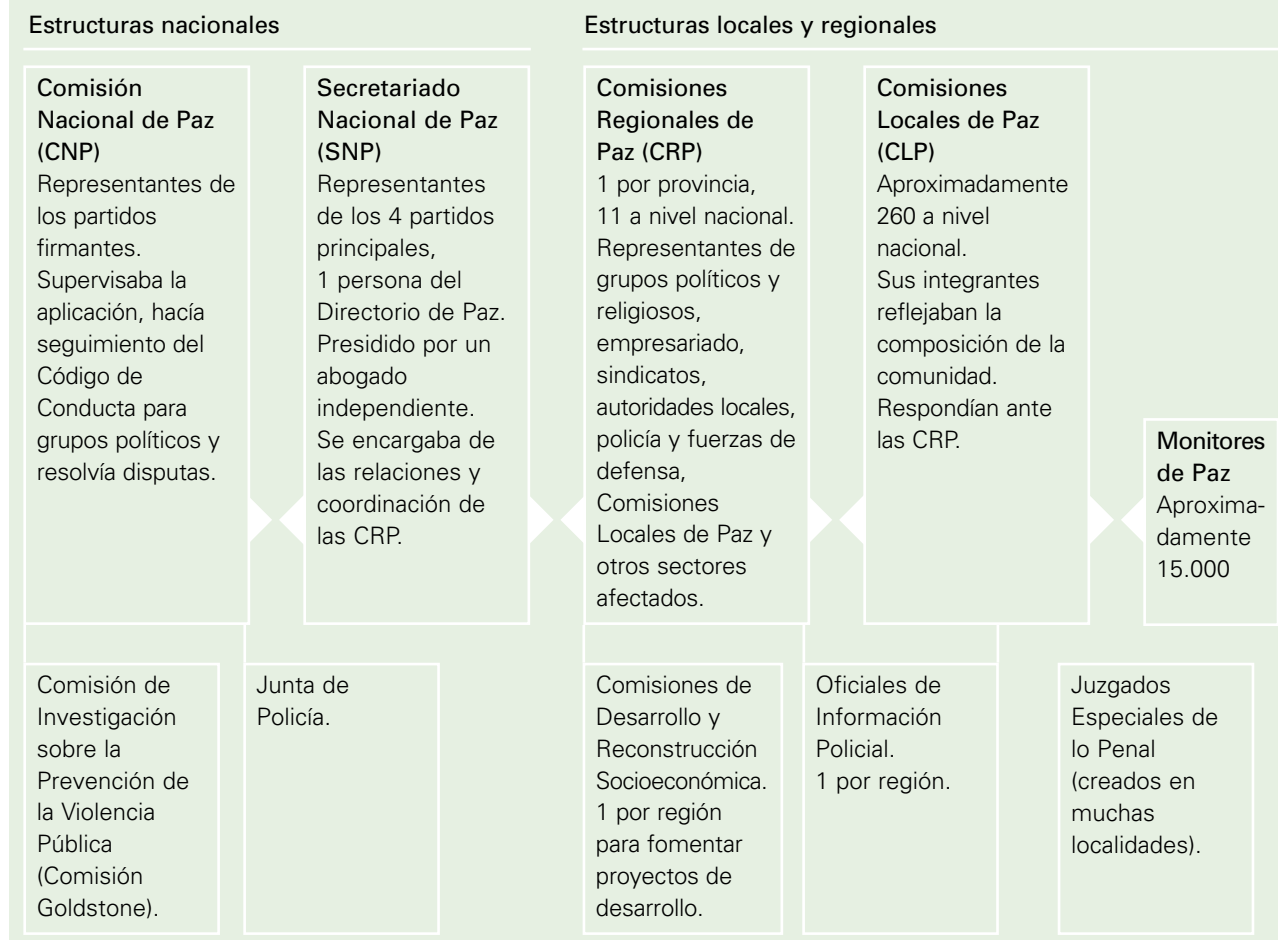 Estructuras nacionales
Estructuras locales y regionales
Comisión
Nacional de Paz
(CNP)
Representantes de
los partidos
firmantes.
Supervisaba la
aplicación, hacía
seguimiento del
Código de
Conducta para
grupos políticos y
resolvía disputas.
Secretariado
Nacional de Paz
(SNP)
Representantes
de los 4 partidos
principales,
1 persona del
Directorio de Paz.
Presidido por un
abogado
independiente.
Se encargaba de
las relaciones y
coordinación de
las CRP.
Comisiones
Regionales de
Paz (CRP)
1 por provincia,
11 a nivel nacional.
Representantes de
grupos políticos y
religiosos,
empresariado,
sindicatos,
autoridades locales,
policía y fuerzas de
defensa,
Comisiones
Locales de Paz y
otros sectores
afectados.
Comisiones
Locales de Paz
(CLP)
Aproximadamente
260 a nivel
nacional.
Sus integrantes
reflejaban la
composición de la
comunidad.
Respondían ante
las CRP.
Monitores
de Paz
Aproxima-
damente
15.000
Comisión de
Investigación
sobre la
Prevención de
la Violencia
Pública
(Comisión
Goldstone).
Junta de
Policía.
Comisiones de
Desarrollo y
Reconstrucción
Socioeconómica.
1 por región
para fomentar
proyectos de
desarrollo.
Oficiales de
Información
Policial.
1 por región.
Juzgados
Especiales de
lo Penal
(creados en
muchas
localidades).